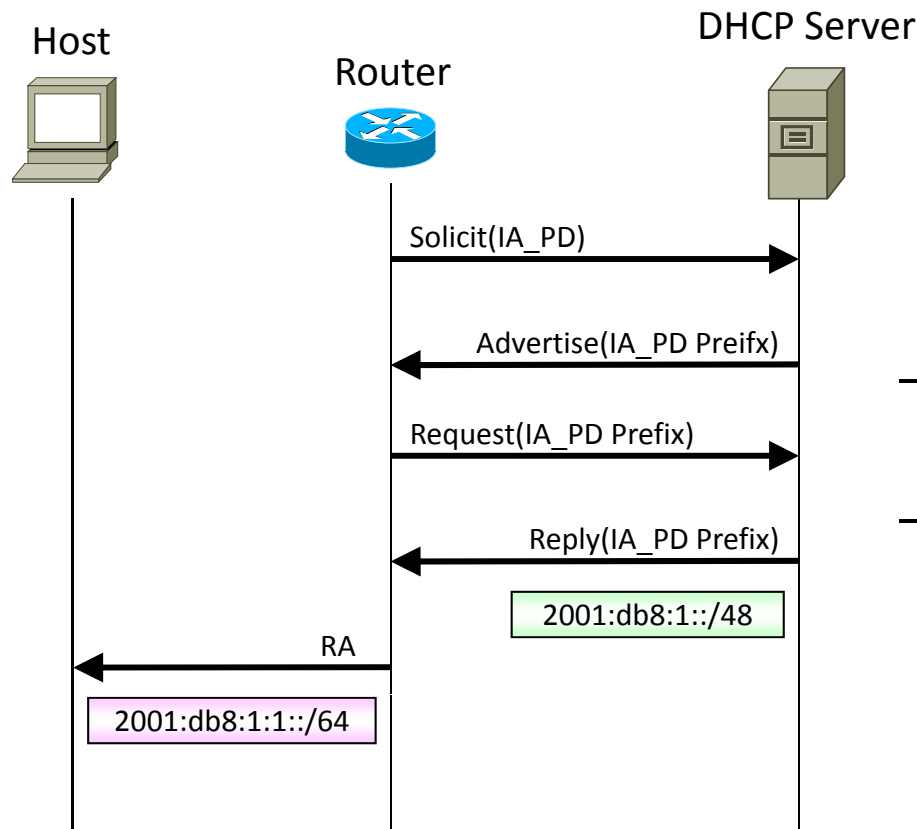 Host
Router
DHCP Server
Solicit(IA_PD)
Advertise(IA_PD Preifx)
Request(IA_PD Prefix)
Reply(IA_PD Prefix)
2001:db8:1::/48
RA
2001:db8:1:1::/64